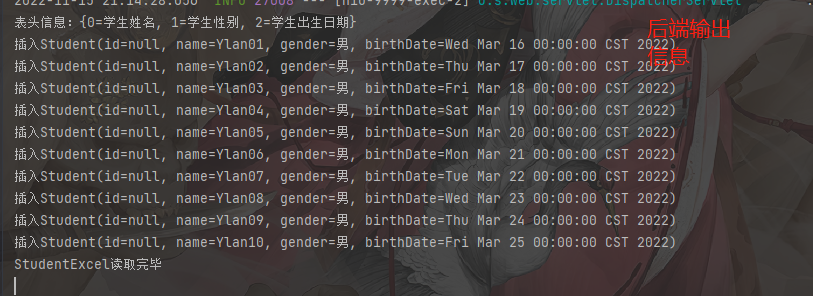 2022-11-15 21:14:28.050  INFO 27008 --- [nio-9999-exec-2] o.s.web.servlet.DispatcherServlet
表头信息：{0=学生姓名, 1=学生性别, 2=学生出生日期}
插入Student(id=null, name=Ylan01, gender=男, birthDate=Wed Mar 16 00:00:00 CST 2022)
插入Student(id=null, name=Ylan02, gender=男, birthDate=Thu Mar 17 00:00:00 CST 2022)
插入Student(id=null, name=Ylan03, gender=男, birthDate=Fri Mar 18 00:00:00 CST 2022)
插入Student(id=null, name=Ylan04, gender=男, birthDate=Sat Mar 19 00:00:00 CST 2022)
插入Student(id=null, name=Ylan05, gender=男, birthDate=Sun Mar 20 00:00:00 CST 2022)
插入Student(id=null, name=Ylan06, gender=男, birthDate=Mon Mar 21 00:00:00 CST 2022)
插入Student(id=null, name=Ylan07, gender=男, birthDate=Tue Mar 22 00:00:00 CST 2022)
插入Student(id=null, name=Ylan08, gender=男, birthDate=Wed Mar 23 00:00:00 CST 2022)
插入Student(id=null, name=Ylan09, gender=男, birthDate=Thu Mar 24 00:00:00 CST 2022)
插入Student(id=null, name=Ylan10, gender=男, birthDate=Fri Mar 25 00:00:00 CST 2022)
StudentExcel读取完毕
后端输出
信息